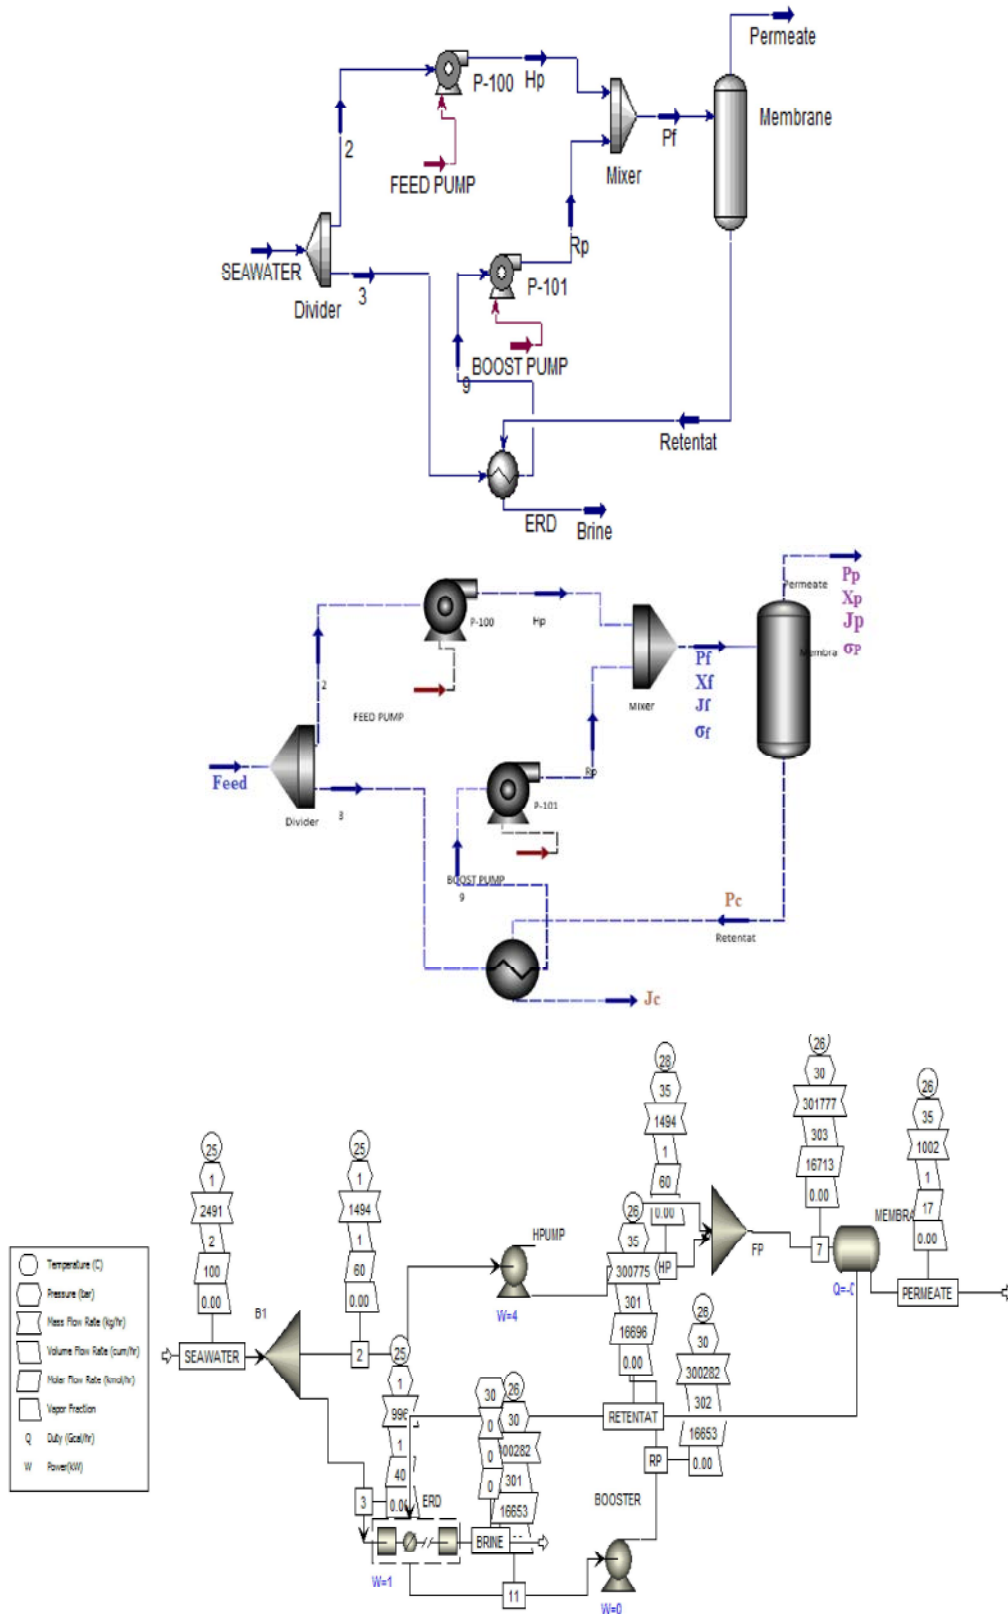 Permeate
P-100
Hp
Membrane
2
Pf
FEED PUMP
Mixer
SEAWATER
Rp
P-101
Divider
3
BOOST PUMP
9
Retentat
ERD
Brine
Permeate
Pp
Xp
Jp
σp
P-100
Hp
Membra
Pf
Xf
Jf
σf
2
FEED PUMP
Mixer
Feed
Rp
P-101
Divider
3
BOOST PUMP
9
Pc
Retentat
Jc
26
30
301777
303
16713
0.00
28
35
1494
1
60
0.00
26
35
1002
1
17
0.00
25
1
2491
2
100
0.00
25
1
1494
1
60
0.00
26
35
300775
301
16696
0.00
HPUMP
HP
FP
7
MEMBRA
Q=-0
PERMEATE
W=4
Temperature (C)
Pressure (bar)
Mass Flow Rate (kg/hr)
Volume Flow Rate (cum/hr)
Molar Flow Rate (kmol/hr)
Vapor Fraction
Q Duty (Gcal/hr)
W Power(kW)
B1
SEAWATER
2
25
1
996
1
40
0.00
26
30
300282
302
16653
0.00
30
0
0
0
26
30
300282
301
16653
RETENTAT
RP
BOOSTER
3
ERD
BRINE
W=1
11
W=0